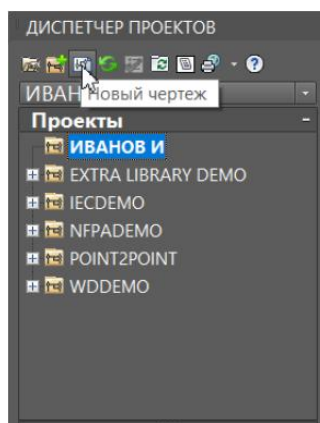 ДИСПЕТЧЕР ПРОЕКТОВ
ИВАН
Новый чертеж
Проекты
ИВАНОВ И
EXTRA LIBRARY DEMO
IECDEMO
NFPADEMO
POINT2POINT
WDDEMO